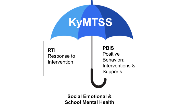 KyMTSS
RTI
Response to
Intervention
PBIS
Positive
Behavior,
Interventions &
Supports
Social Emotional &
School Mental Health